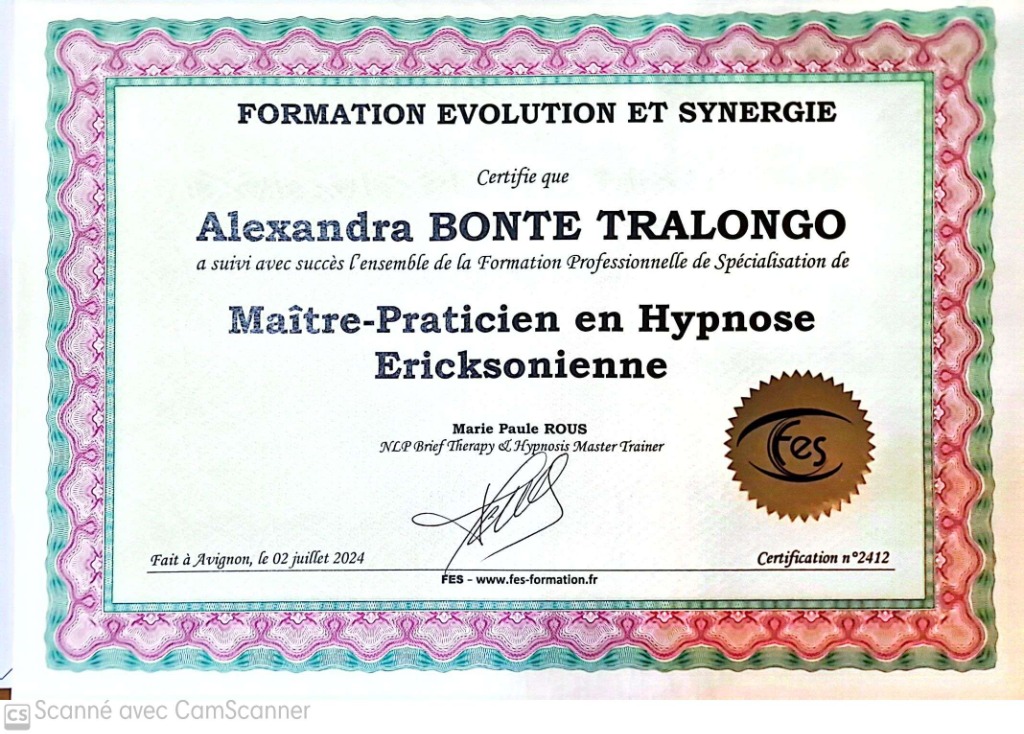 FORMATION EVOLUTION ET SYNERGIE
Certifie que
Alexandra BONTE TRALONGO
a suivi avec succès l'ensemble de la Formation Professionnelle de Spécialisation de
Maître-Praticien en Hypnose
Ericksonienne
Marie Paule ROUS
NLP Brief Therapy & Hypnosis Master Trainer
Fes
Fait à Avignon, le 02 juillet 2024
Certification n°2412
FES – www.fes-formation.fr
CS Scanné avec CamScanner